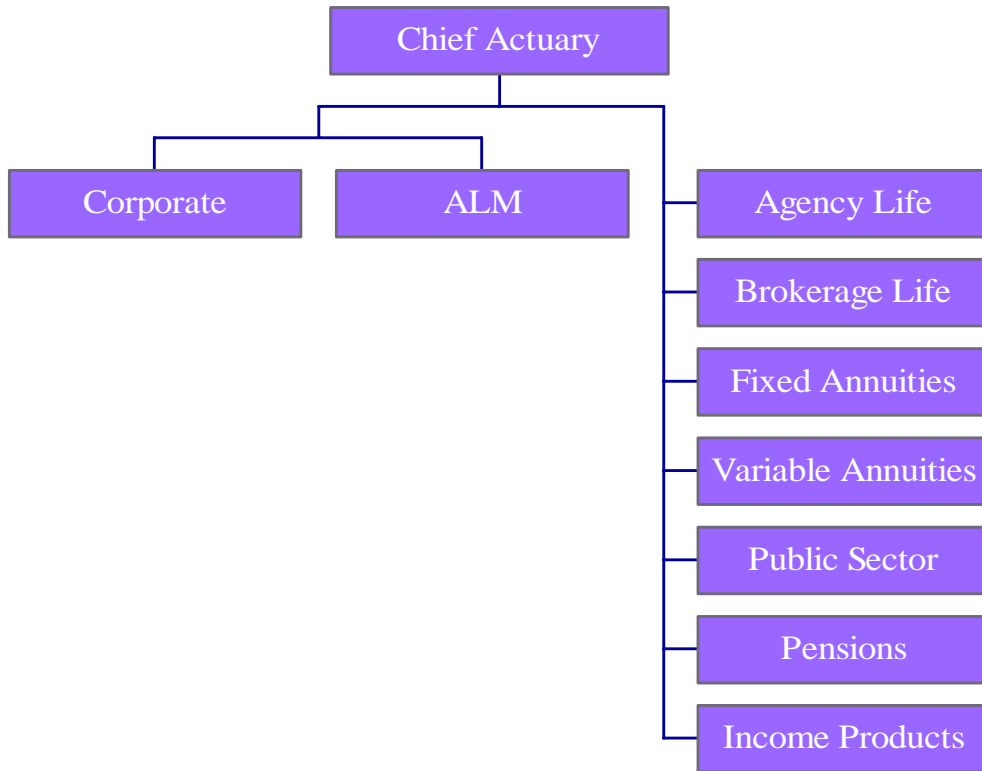 Chief Actuary
Corporate
ALM
Agency Life
Brokerage Life
Fixed Annuities
Variable Annuities
Public Sector
Pensions
Income Products